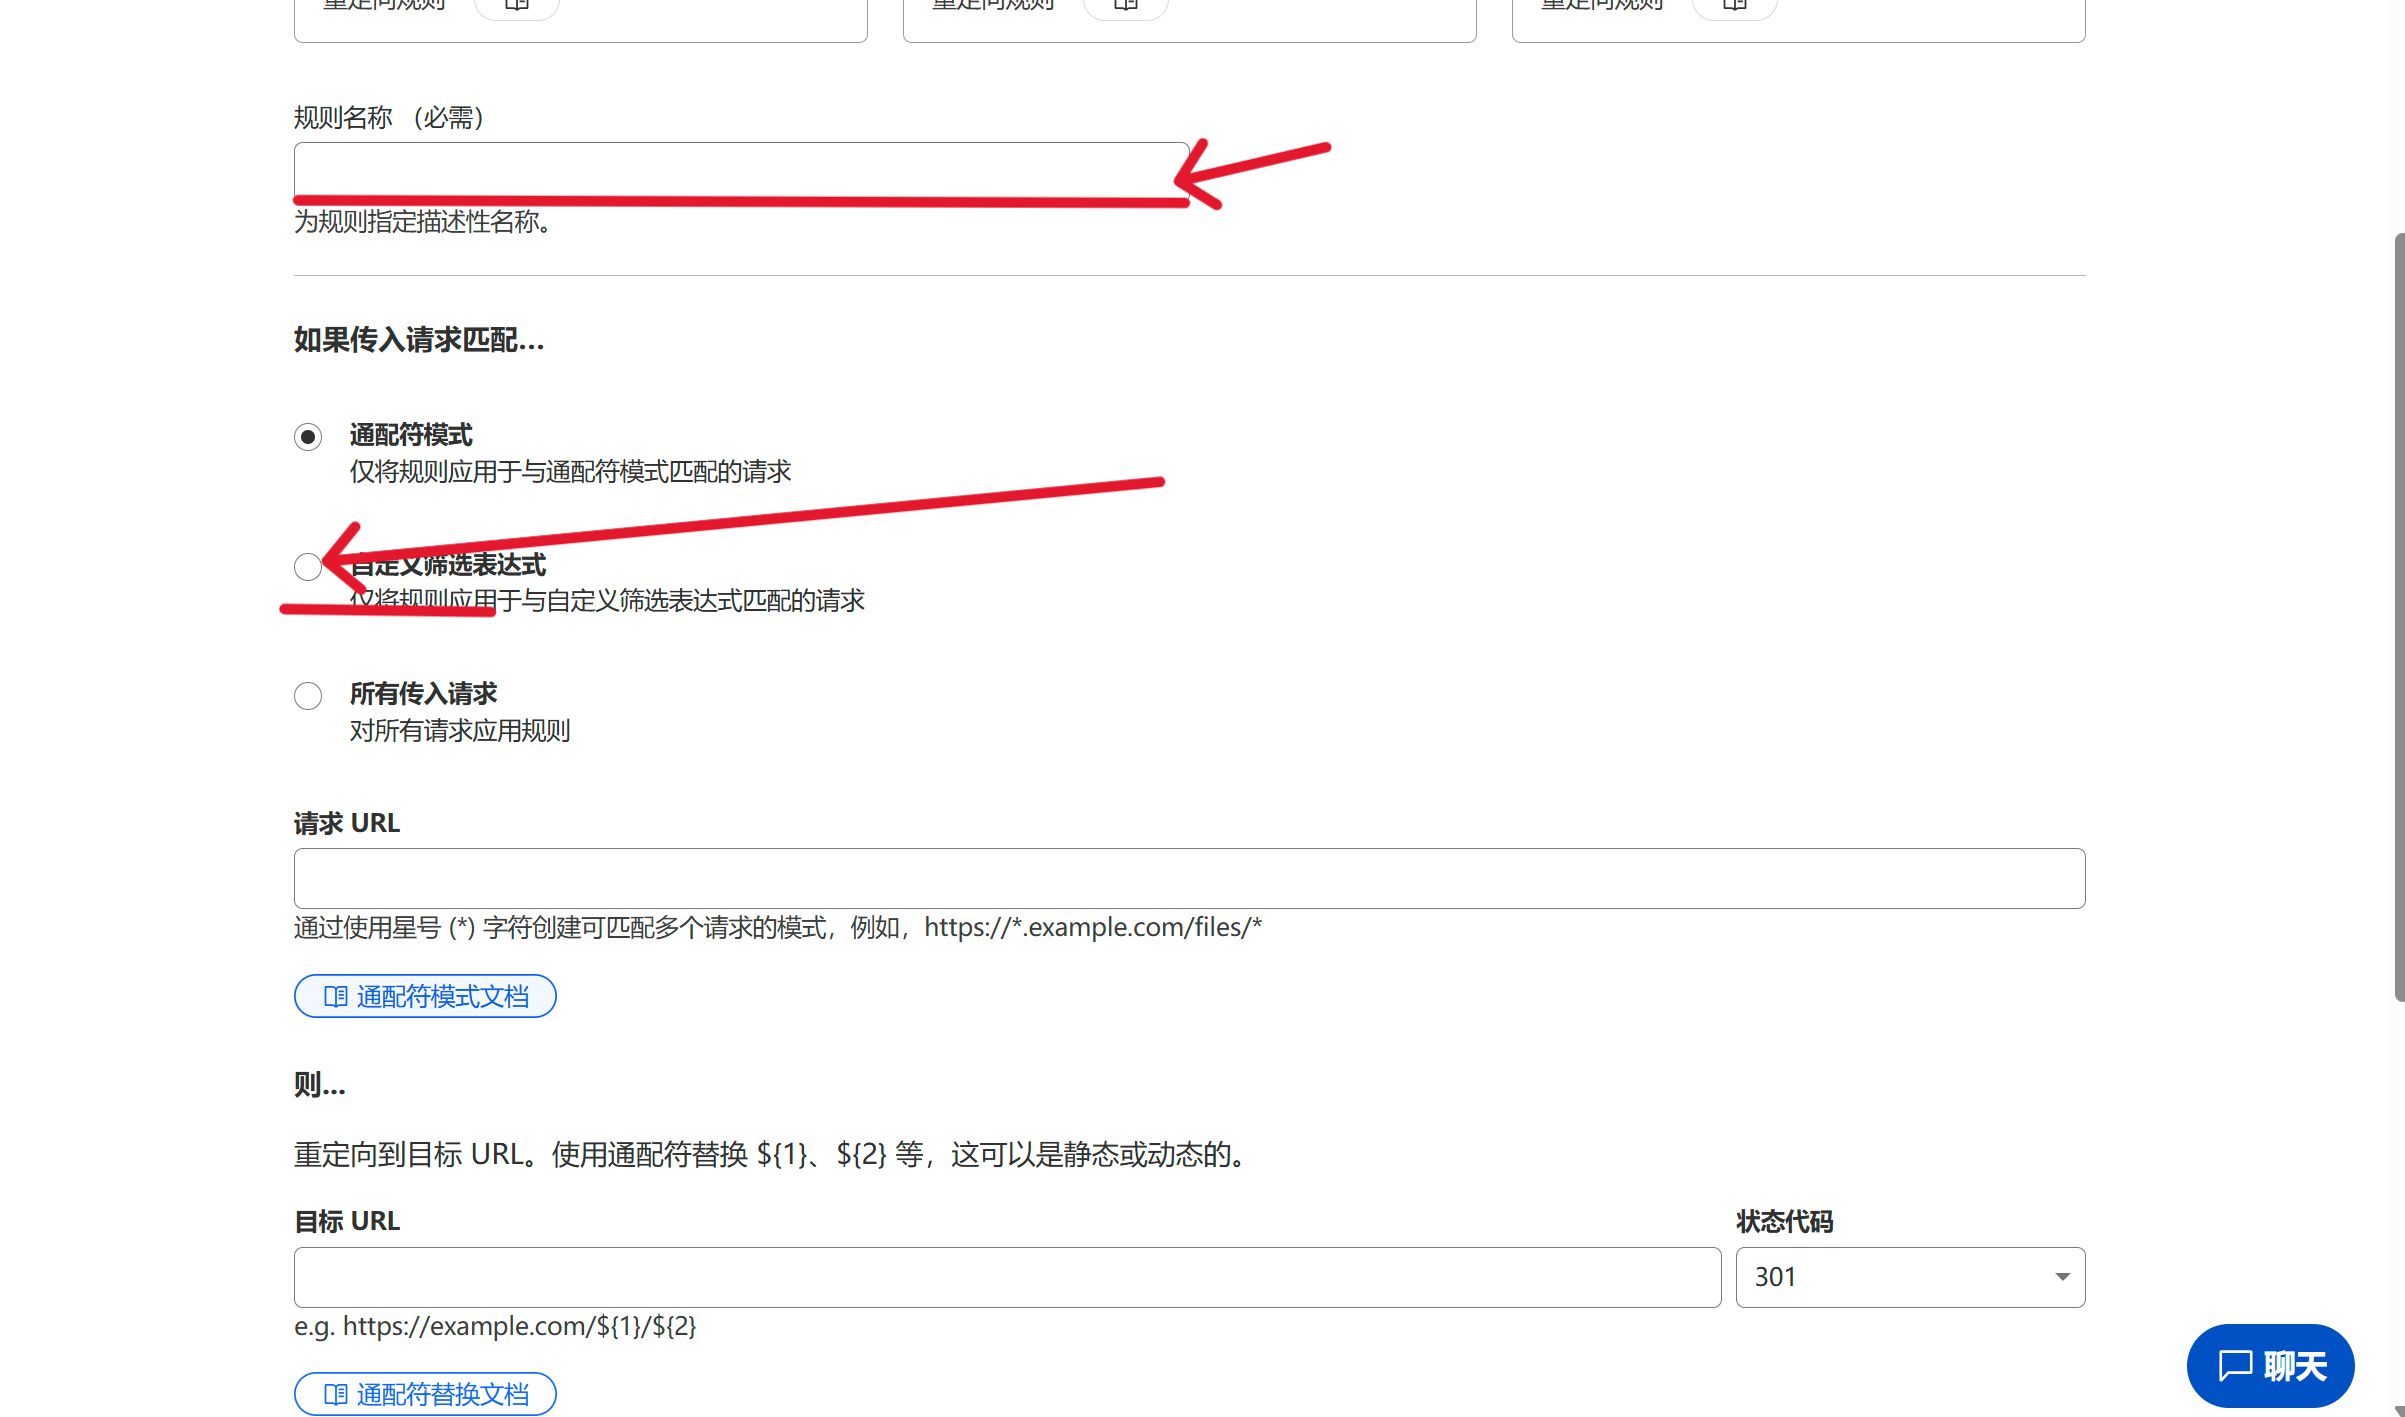 重定向规则
重定向规则
重定向规则
规则名称 （必需）
为规则指定描述性名称。
如果传入请求匹配...
通配符模式
仅将规则应用于与通配符模式匹配的请求
自定义筛选表达式
仅将规则应用于与自定义筛选表达式匹配的请求
所有传入请求
对所有请求应用规则
请求 URL
通过使用星号 (*) 字符创建可匹配多个请求的模式，例如，https://*.example.com/files/*
通配符模式文档
则...
重定向到目标 URL。使用通配符替换 ${1}、${2} 等，这可以是静态或动态的。
目标 URL
状态代码
301
e.g. https://example.com/${1}/${2}
聊天
通配符替换文档